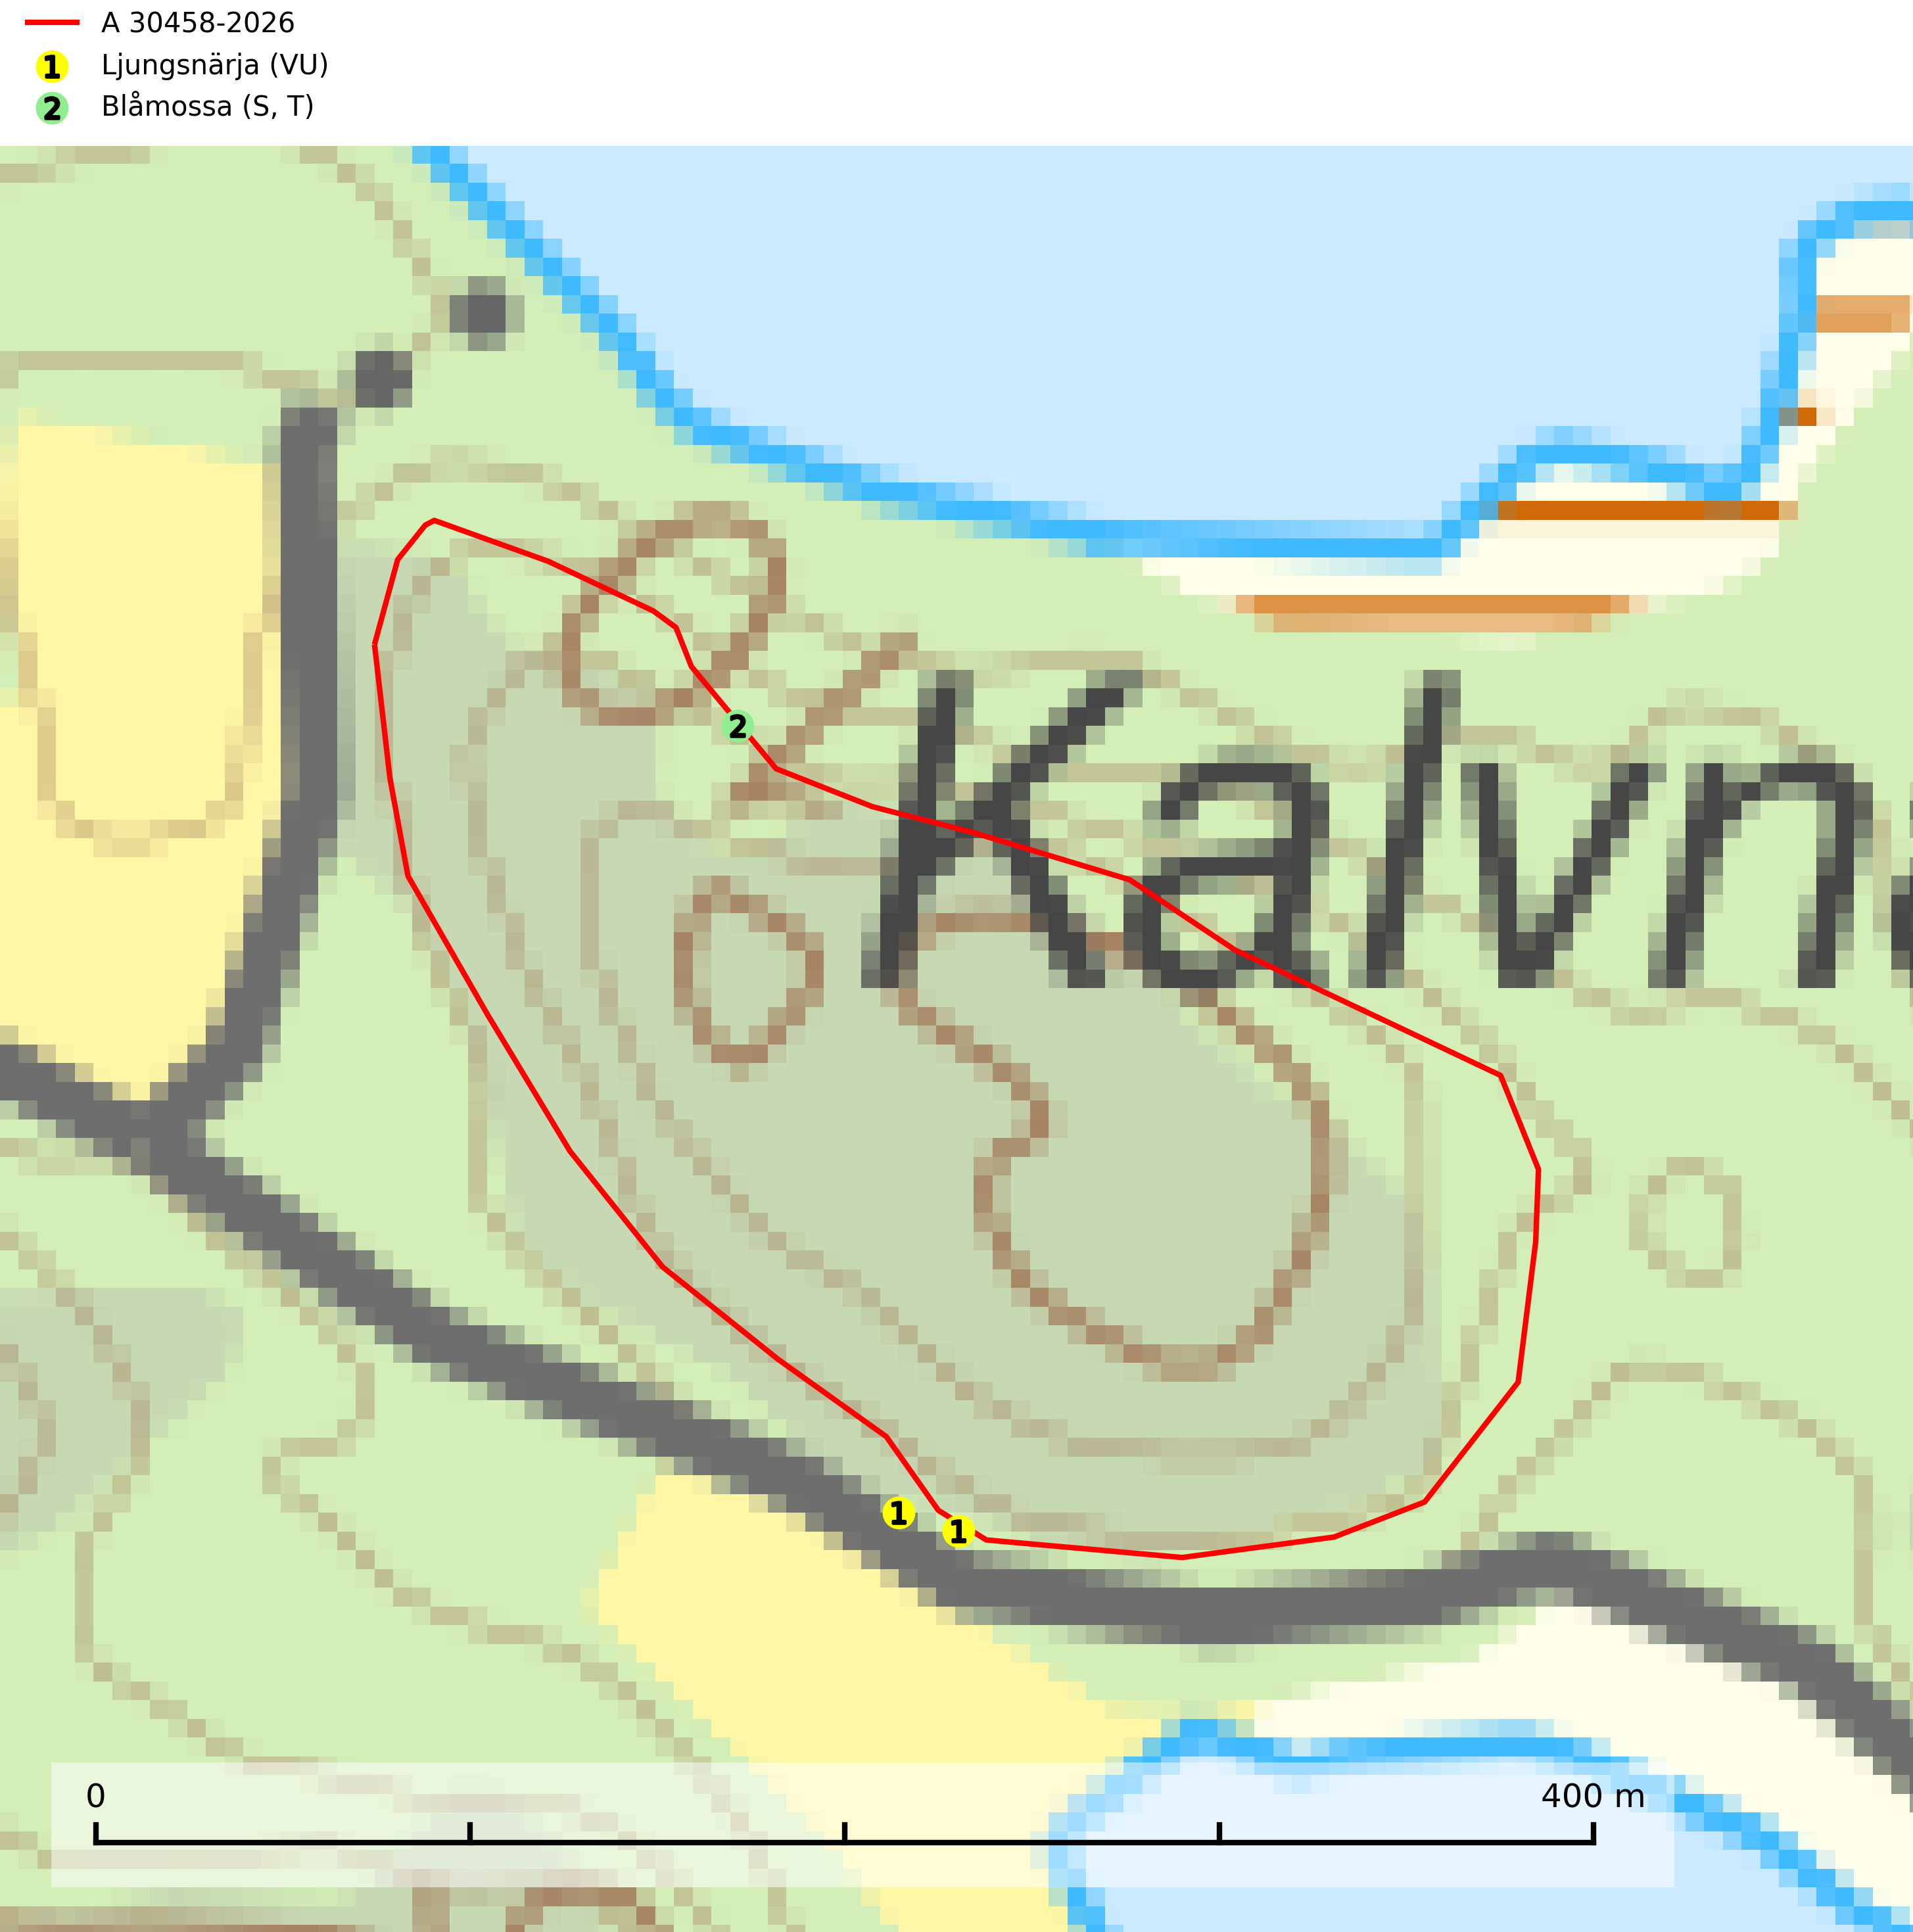 A 30458-2026
1 Ljungsnärja (VU)
2 Blåmossa (S, T)
2
Kalvn
1
1
0 400 m